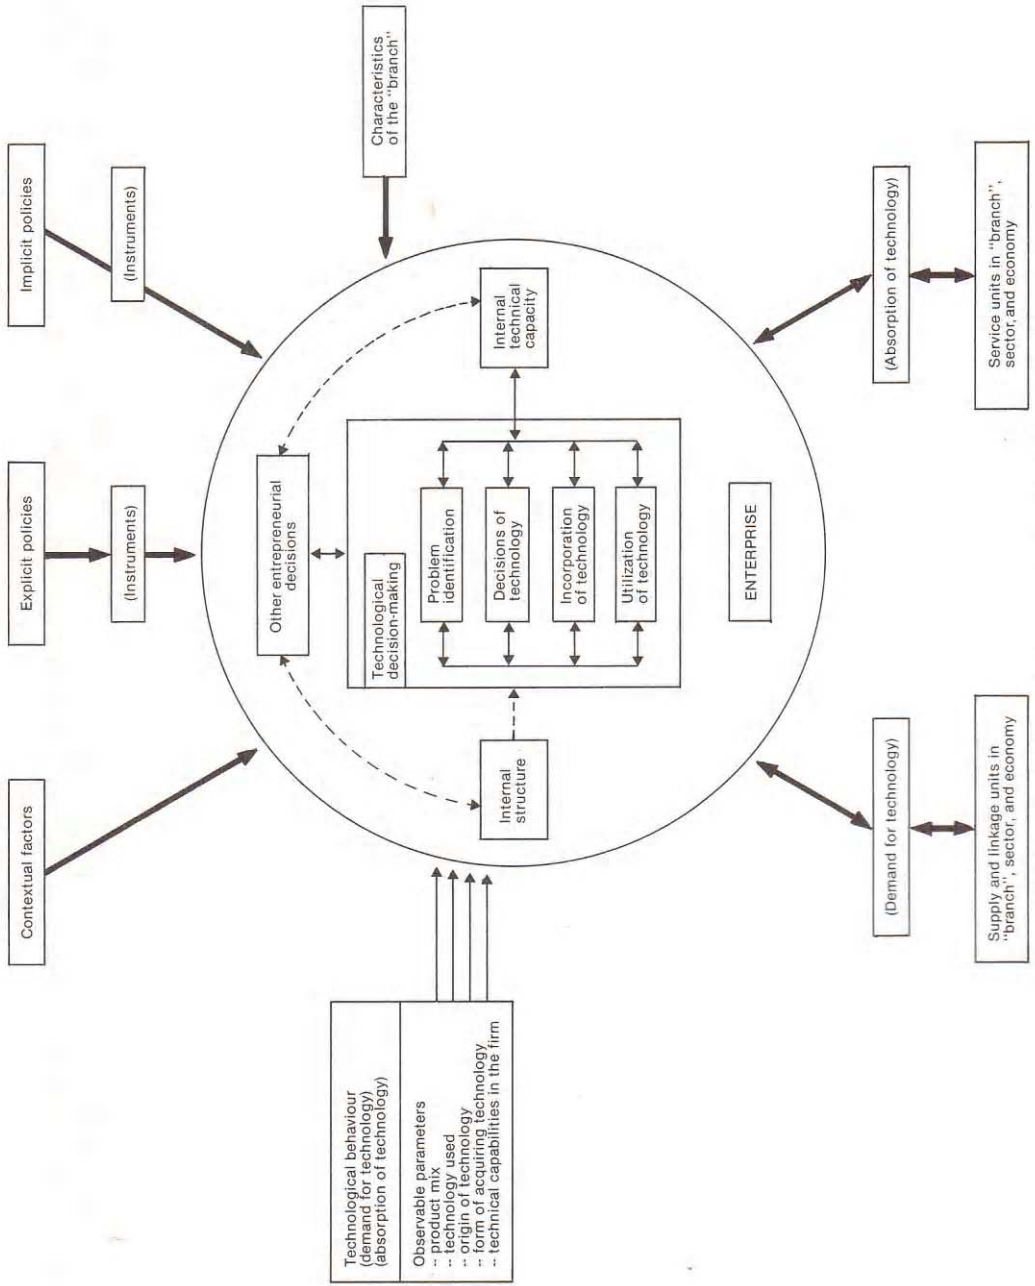 Contextual factors
Explicit policies
Implicit policies
(Instruments)
(Instruments)
Characteristics
of the "branch"
Technological behaviour
(demand for technology)
(absorption of technology)
Observable parameters
-- product mix
-- technology used
-- origin of technology
-- form of acquiring technology
-- technical capabilities in the firm
Other entrepreneurial
decisions
Internal
structure
Technological
decision-making
Problem
identification
Decisions of
technology
Incorporation
of technology
Utilization
of technology
Internal
technical
capacity
ENTERPRISE
(Demand for technology)
(Absorption of technology)
Supply and linkage units in
"branch", sector, and economy
Service units in "branch",
sector, and economy